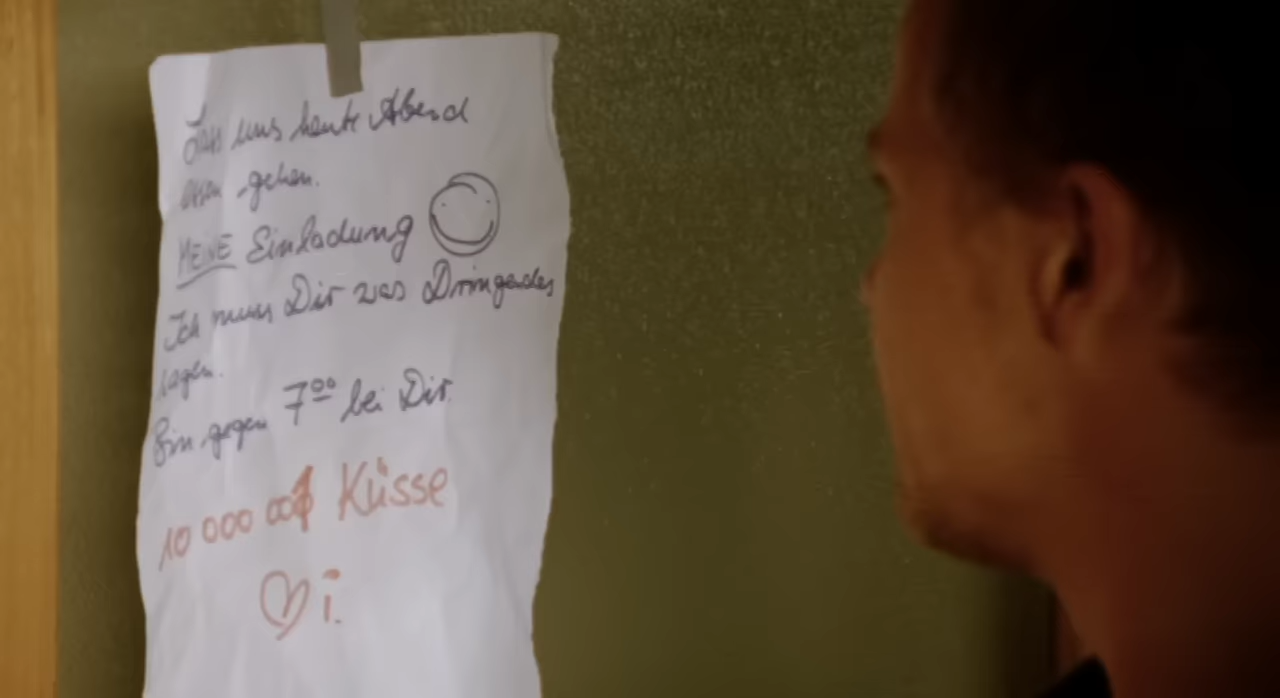 Lass uns heute Abend
essen gehen.
MEINE Einladung
Ich muss Dir was Dringendes
sagen.
Bin gegen 7⁰⁰ bei Dir.
10 000 001 Küsse
i.